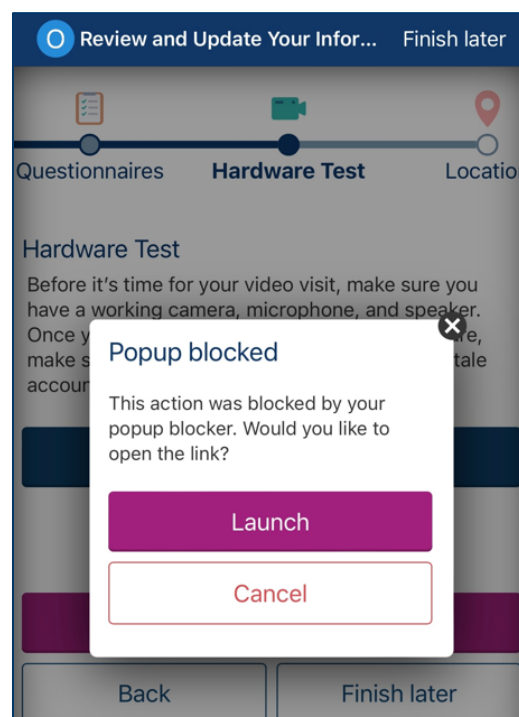 O Review and Update Your Infor... Finish later
Questionnaires Hardware Test Locatio
Hardware Test
Before it's time for your video visit, make sure you
have a working camera, microphone, and speaker.
Once y re,
make s tale
accoun
Popup blocked
This action was blocked by your
popup blocker. Would you like to
open the link?
Launch
Cancel
Back Finish later